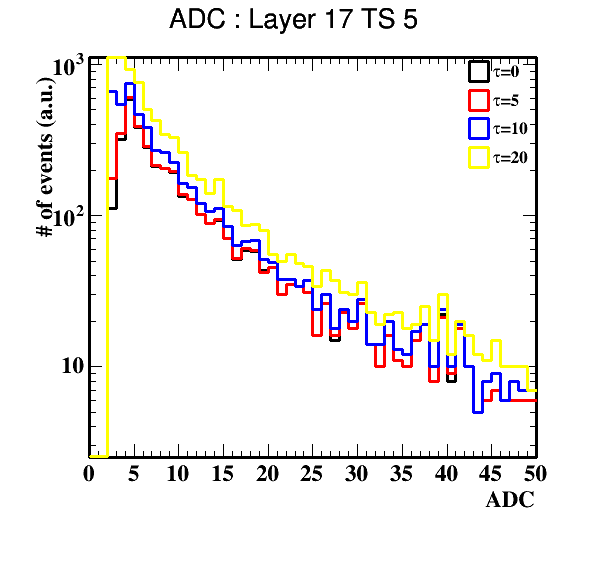 ADC : Layer 17 TS 5
# of events (a.u.)
10³
10²
10
τ=0
τ=5
τ=10
τ=20
0 5 10 15 20 25 30 35 40 45 50
ADC